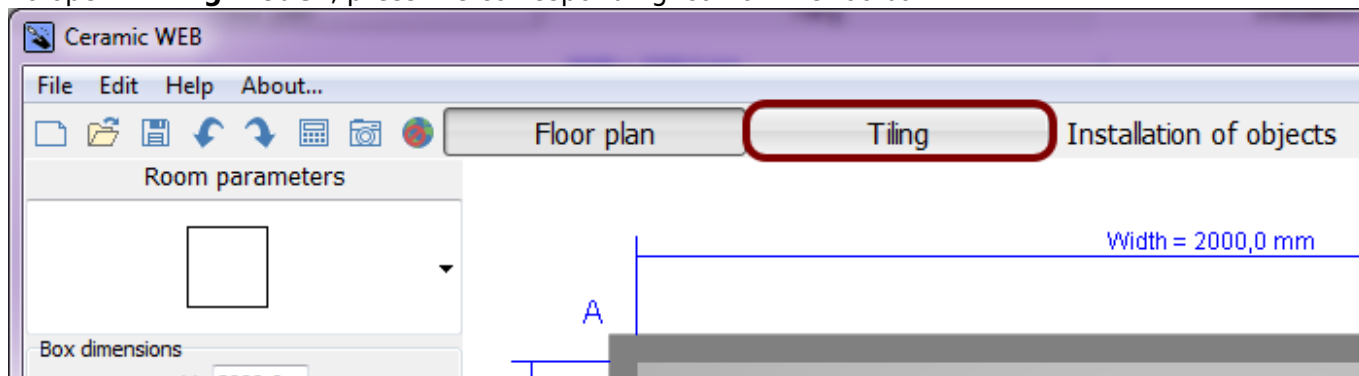 Ceramic WEB
File Edit Help About...
Floor plan Tiling Installation of objects
Room parameters
Width = 2000,0 mm
A
Box dimensions